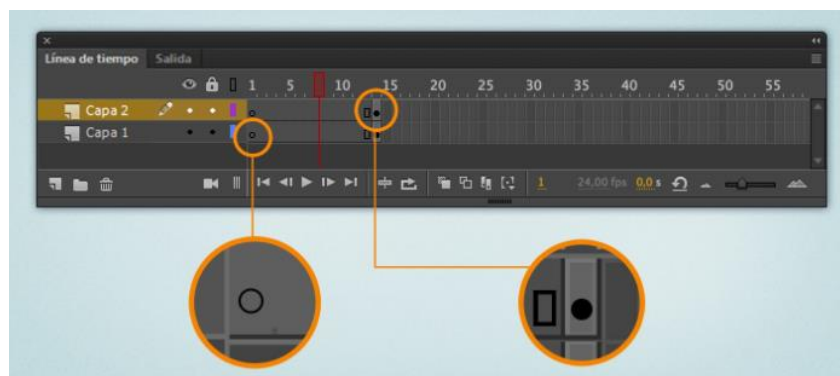 Línea de tiempo Salida
1 5 10 15 20 25 30 35 40 45 50 55
Capa 2
Capa 1
1 24,00 fps 0,0 s